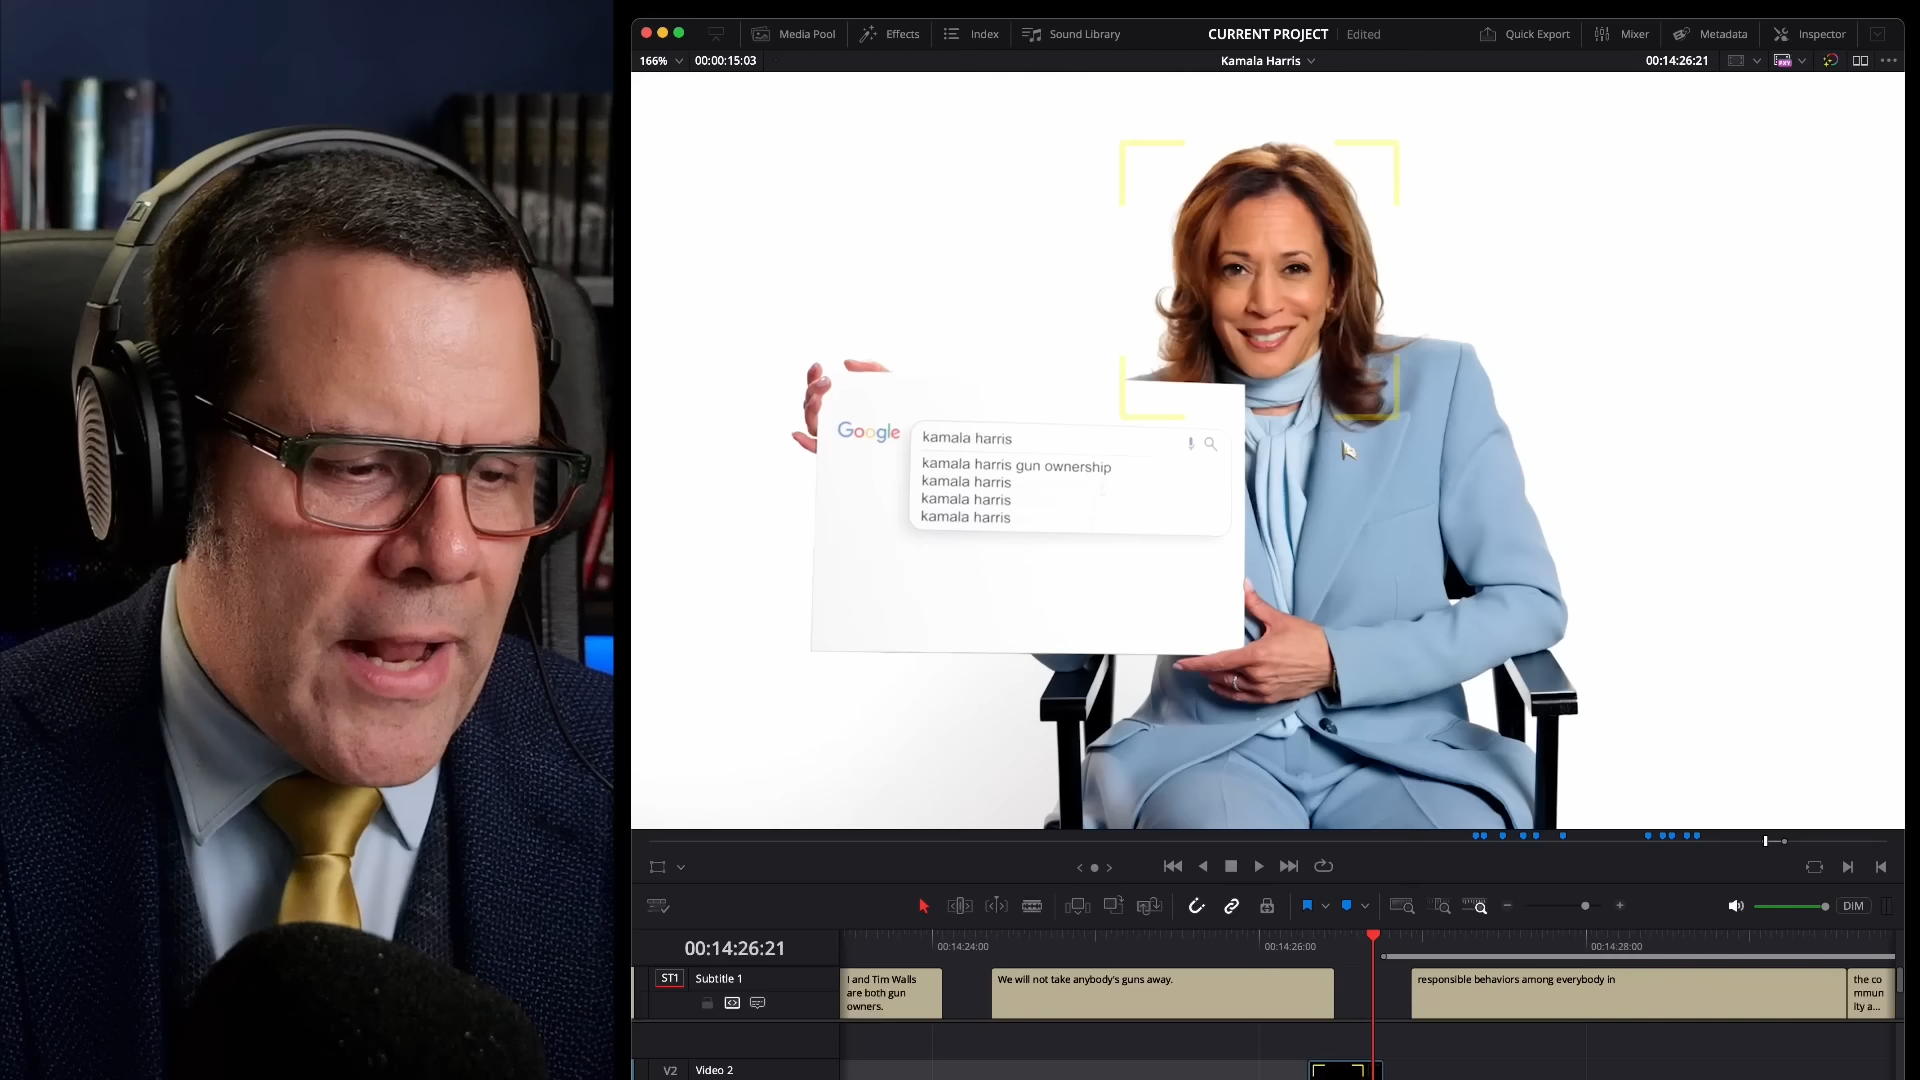 Media Pool
Effects
Index
Sound Library
CURRENT PROJECT
Edited
Quick Export
Mixer
Metadata
Inspector
166%
00:00:15:03
Kamala Harris
00:14:26:21
Google
kamala harris
kamala harris gun ownership
kamala harris
kamala harris
kamala harris
DIM
00:14:26:21
00:14:24:00
00:14:26:00
00:14:28:00
ST1
Subtitle 1
I and Tim Walls
are both gun
owners.
We will not take anybody's guns away.
responsible behaviors among everybody in
the co
mmun
ity a...
V2
Video 2